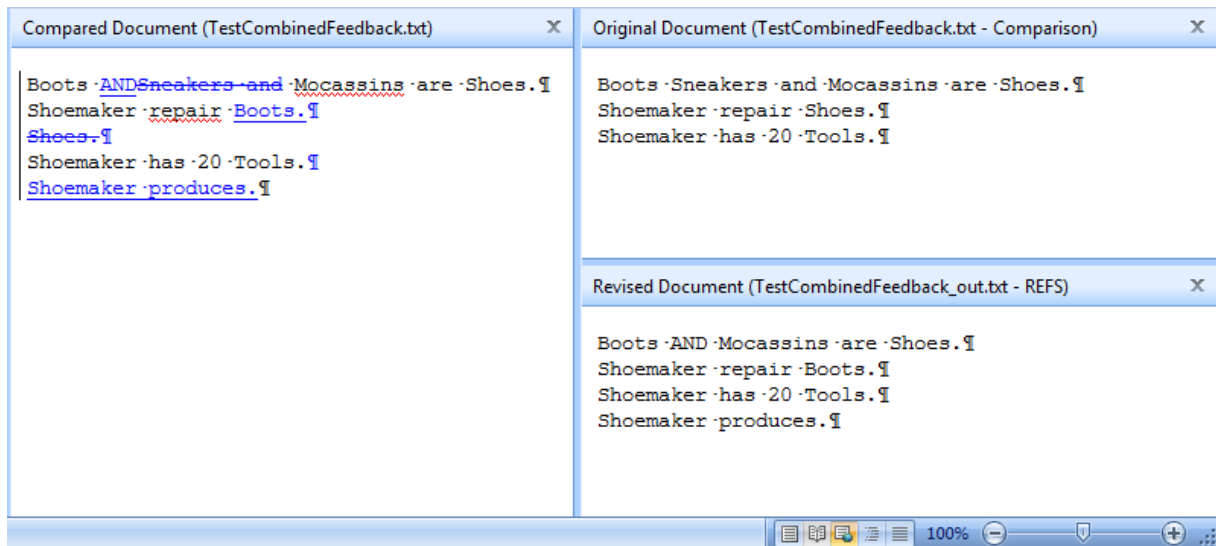 Compared Document (TestCombinedFeedback.txt) x
Boots ·ANDSneakers ·and ·Mocassins ·are ·Shoes.¶
Shoemaker ·repair ·Boots.¶
Shoes.¶
Shoemaker ·has ·20 ·Tools.¶
Shoemaker ·produces.¶
Original Document (TestCombinedFeedback.txt - Comparison) x
Boots ·Sneakers ·and ·Mocassins ·are ·Shoes.¶
Shoemaker ·repair ·Shoes.¶
Shoemaker ·has ·20 ·Tools.¶
Revised Document (TestCombinedFeedback_out.txt - REFS) x
Boots ·AND ·Mocassins ·are ·Shoes.¶
Shoemaker ·repair ·Boots.¶
Shoemaker ·has ·20 ·Tools.¶
Shoemaker ·produces.¶
100%